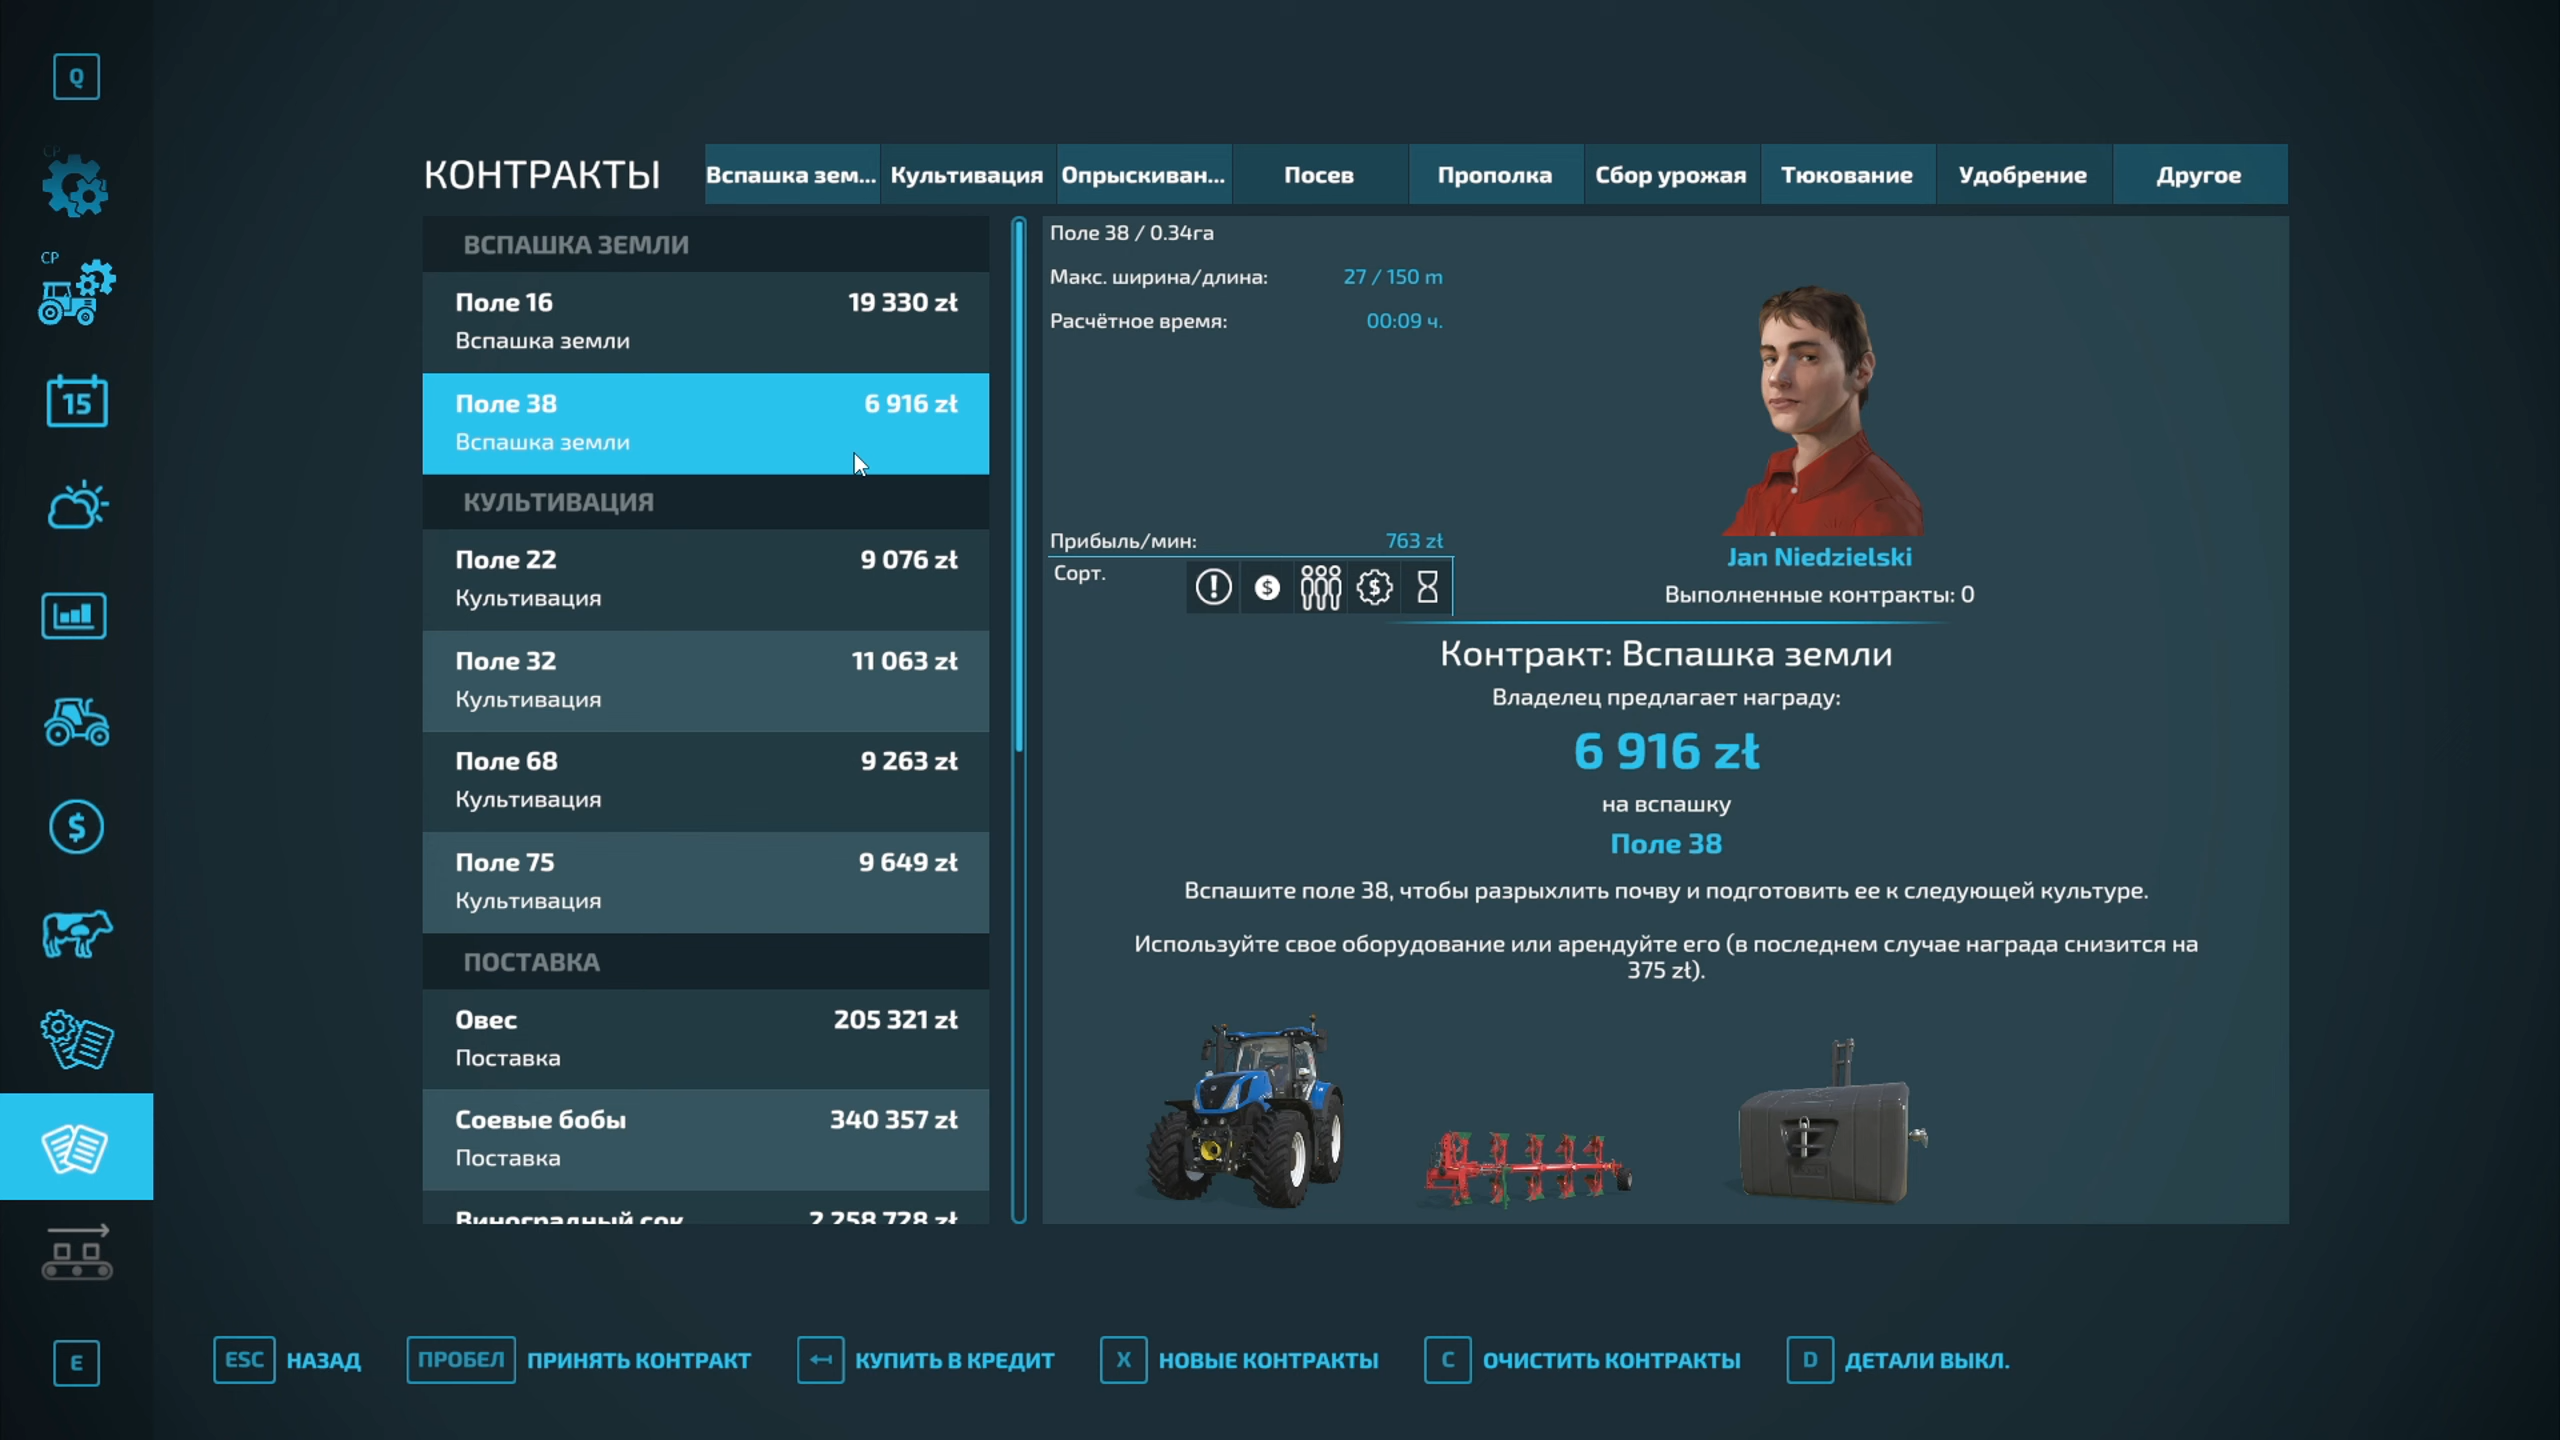 Q
КОНТРАКТЫ
Вспашка зем...
Культивация
Опрыскиван...
Посев
Прополка
Сбор урожая
Тюкование
Удобрение
Другое
CP
CP
15
ВСПАШКА ЗЕМЛИ
Поле 16 19 330 zł
Вспашка земли
Поле 38 6 916 zł
Вспашка земли
КУЛЬТИВАЦИЯ
Поле 22 9 076 zł
Культивация
Поле 32 11 063 zł
Культивация
Поле 68 9 263 zł
Культивация
Поле 75 9 649 zł
Культивация
ПОСТАВКА
Овес 205 321 zł
Поставка
Соевые бобы 340 357 zł
Поставка
Виноградный сок 2 258 728 zł
Поле 38 / 0.34га
Макс. ширина/длина: 27 / 150 m
Расчётное время: 00:09 ч.
Прибыль/мин: 763 zł
Сорт.
Jan Niedzielski
Выполненные контракты: 0
Контракт: Вспашка земли
Владелец предлагает награду:
6 916 zł
на вспашку
Поле 38
Вспашите поле 38, чтобы разрыхлить почву и подготовить ее к следующей культуре.
Используйте свое оборудование или арендуйте его (в последнем случае награда снизится на
375 zł).
E
ESC НАЗАД
ПРОБЕЛ ПРИНЯТЬ КОНТРАКТ
КУПИТЬ В КРЕДИТ
X НОВЫЕ КОНТРАКТЫ
C ОЧИСТИТЬ КОНТРАКТЫ
D ДЕТАЛИ ВЫКЛ.